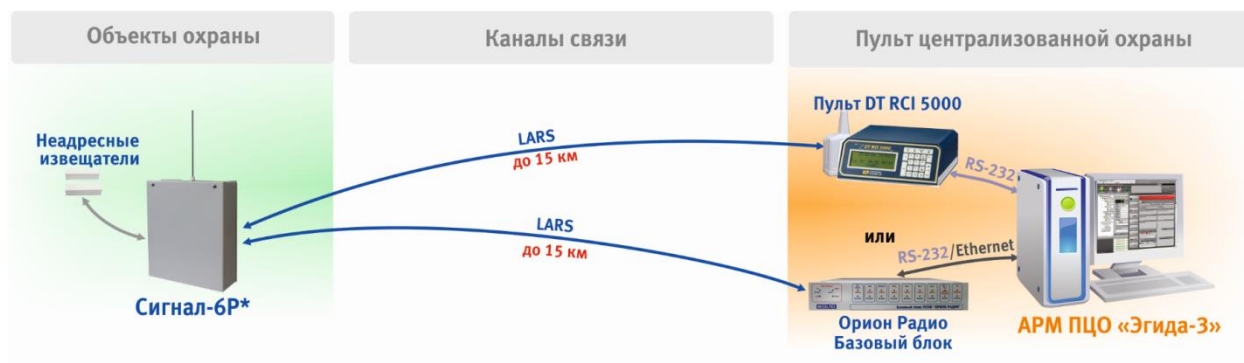 Объекты охраны
Каналы связи
Пульт централизованной охраны
Неадресные
извещатели
Сигнал-6Р*
LARS
до 15 км
LARS
до 15 км
Пульт DT RCI 5000
RS-232
или
RS-232/Ethernet
Орион Радио
Базовый блок
АРМ ПЦО «Эгида-3»